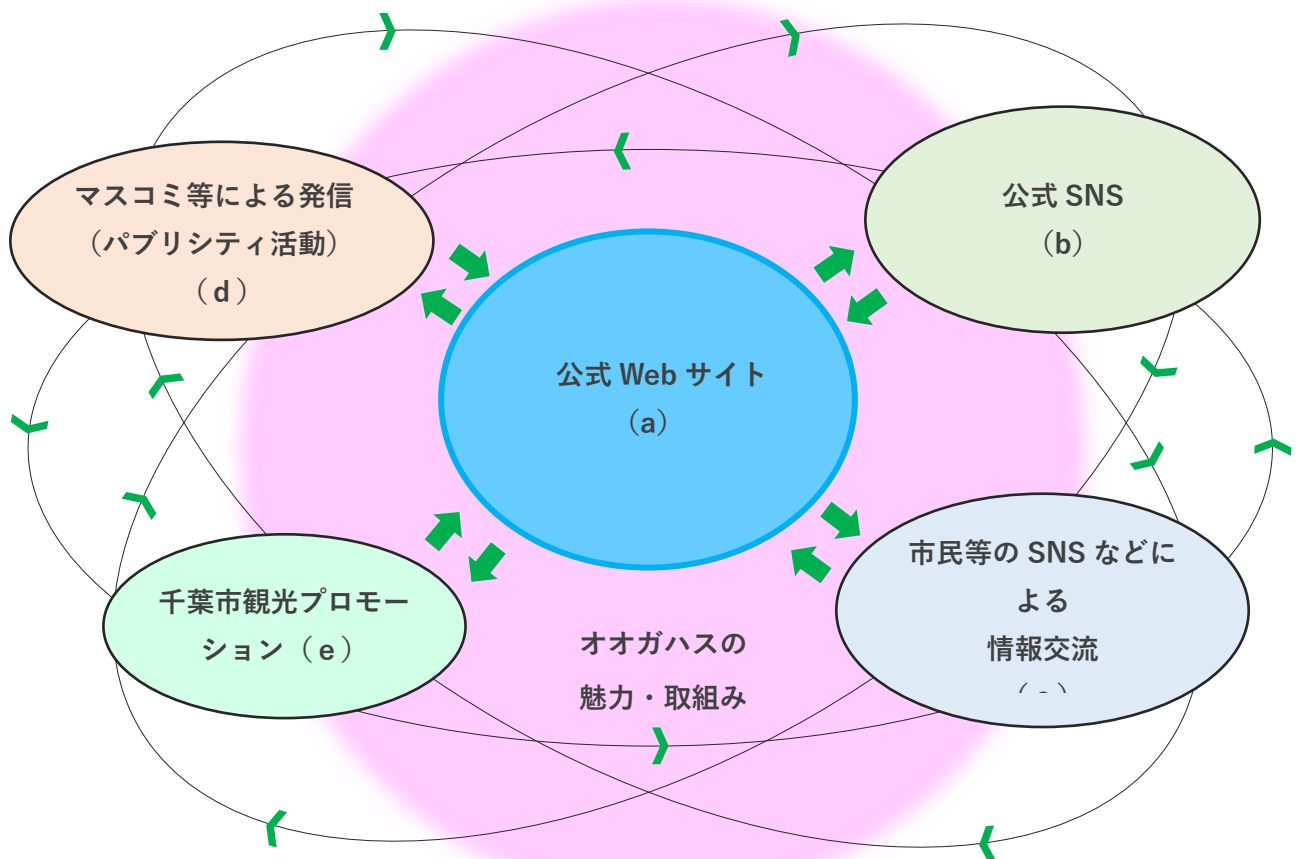 マスコミ等による発信
（パブリシティ活動）
（ｄ）
公式 SNS
（b）
公式 Web サイト
（a）
千葉市観光プロモー
ション（ｅ）
市民等の SNS などに
よる
情報交流
オオガハスの
魅力・取組み